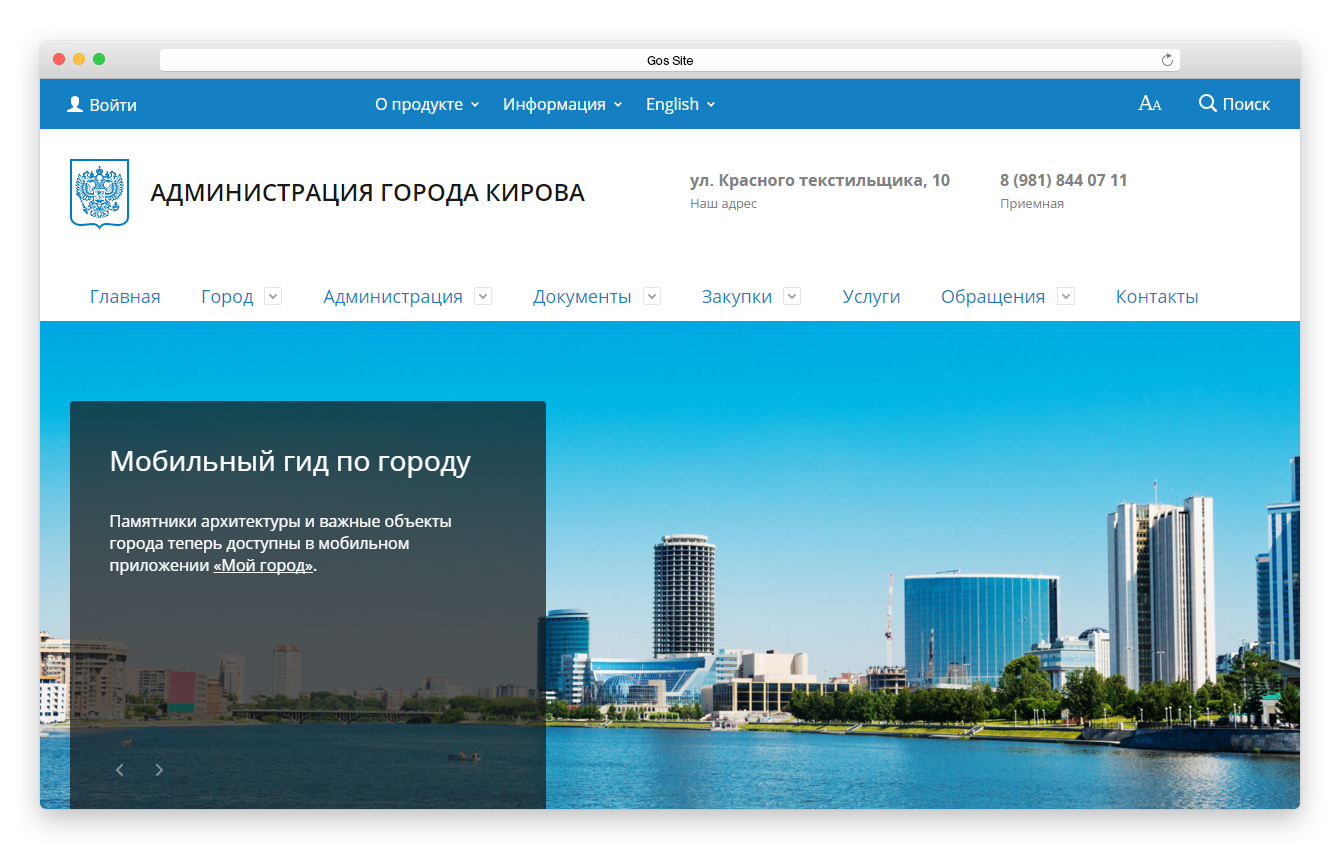 Gos Site
Войти
О продукте
Информация
English
AA
Поиск
АДМИНИСТРАЦИЯ ГОРОДА КИРОВА
ул. Красного текстильщика, 10
Наш адрес
8 (981) 844 07 11
Приемная
Главная
Город
Администрация
Документы
Закупки
Услуги
Обращения
Контакты
Мобильный гид по городу
Памятники архитектуры и важные объекты
города теперь доступны в мобильном
приложении «Мой город».